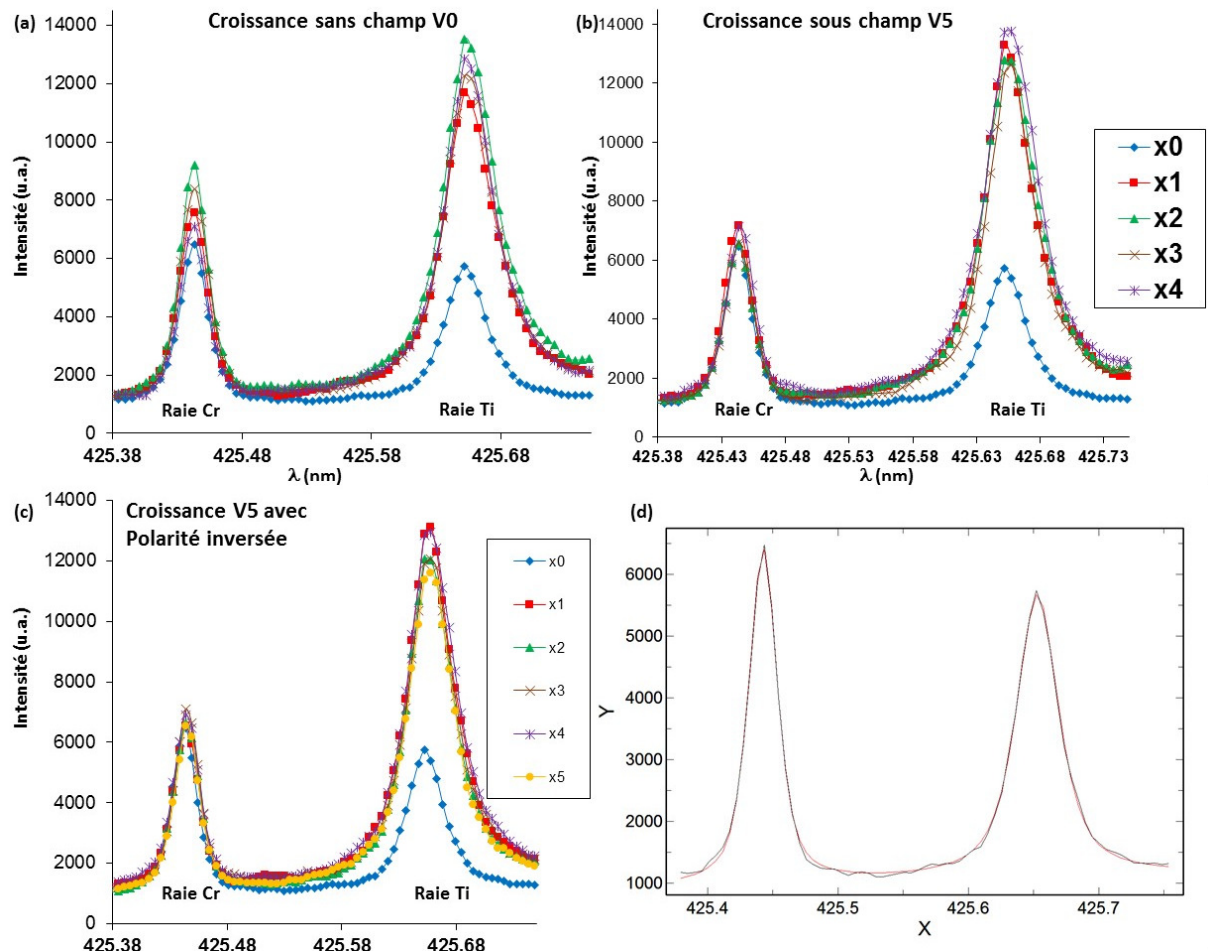 (a)
Croissance sans champ V0
14000
12000
10000
8000
6000
4000
2000
0
Intensité (u.a.)
Raie Cr
Raie Ti
425.38
425.48
425.58
425.68
λ (nm)
(b)
Croissance sous champ V5
14000
12000
10000
8000
6000
4000
2000
0
Intensité (u.a.)
Raie Cr
Raie Ti
425.38
425.43
425.48
425.53
425.58
425.63
425.68
425.73
λ (nm)
x0
x1
x2
x3
x4
(c)
Croissance V5 avec
Polarité inversée
14000
12000
10000
8000
6000
4000
2000
0
Intensité (u.a.)
x0
x1
x2
x3
x4
x5
Raie Cr
Raie Ti
425.38
425.48
425.58
425.68
(d)
6000
5000
4000
3000
2000
1000
Y
425.4
425.5
425.6
425.7
X